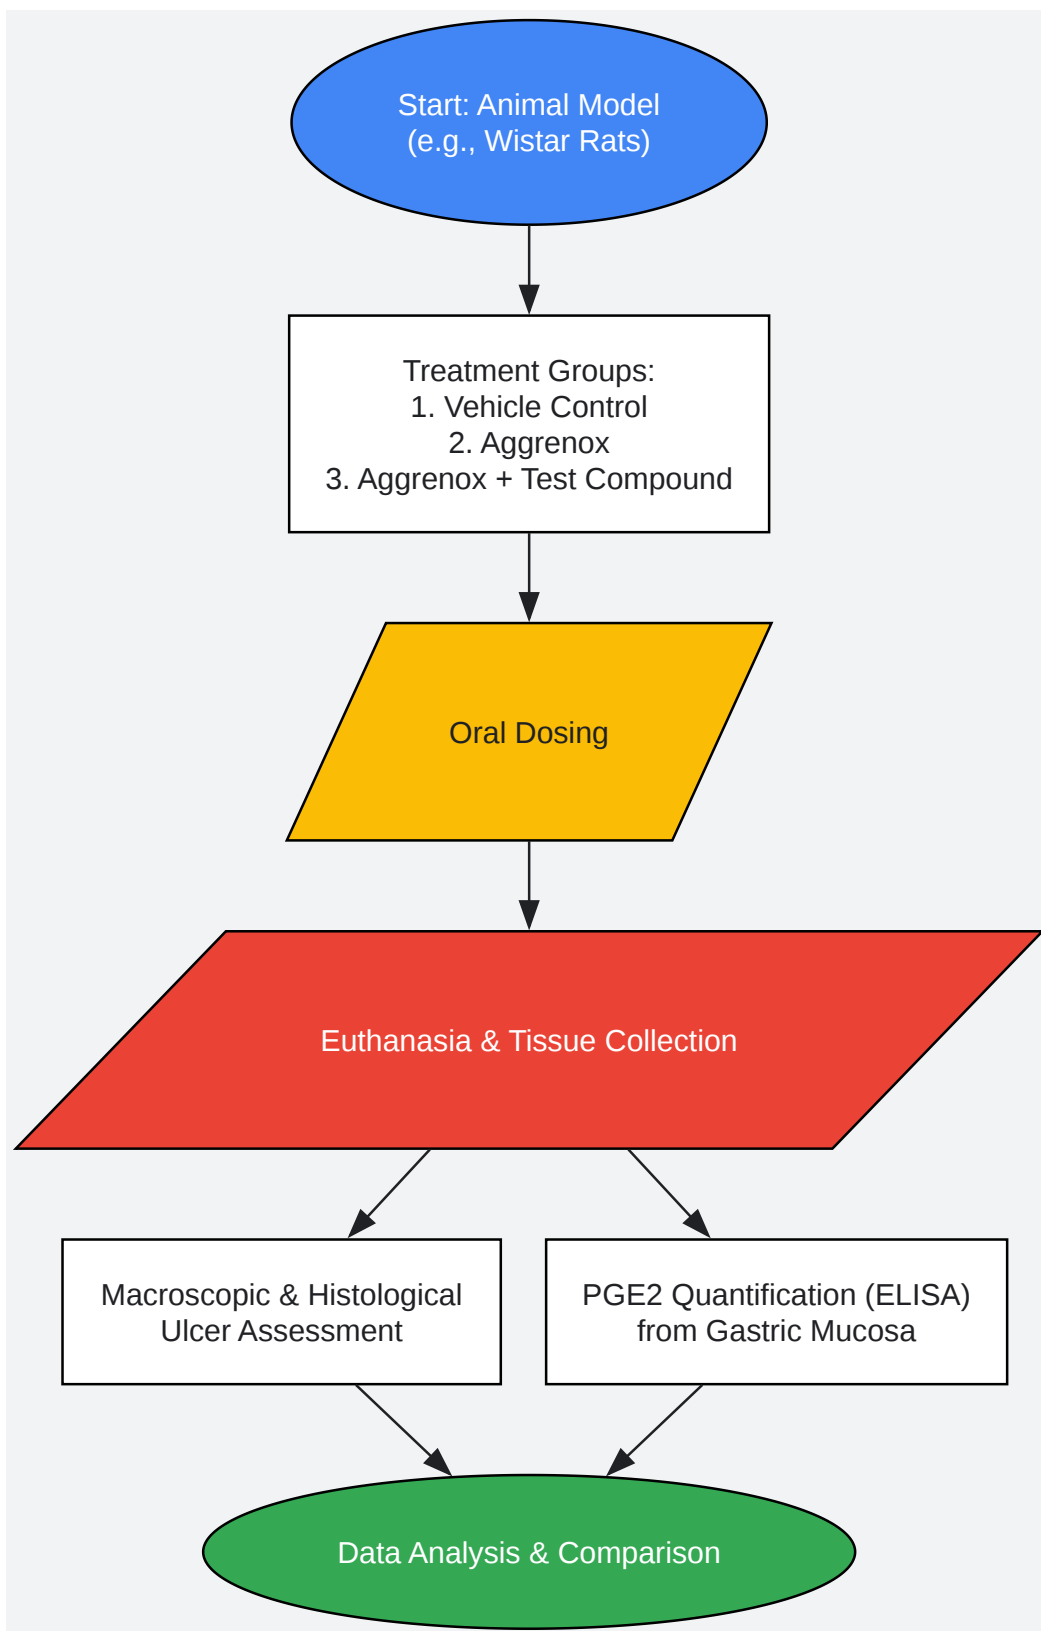 Start: Animal Model
(e.g., Wistar Rats)
Treatment Groups:
1. Vehicle Control
2. Aggrenox
3. Aggrenox + Test Compound
Oral Dosing
Euthanasia & Tissue Collection
Macroscopic & Histological
Ulcer Assessment
PGE2 Quantification (ELISA)
from Gastric Mucosa
Data Analysis & Comparison